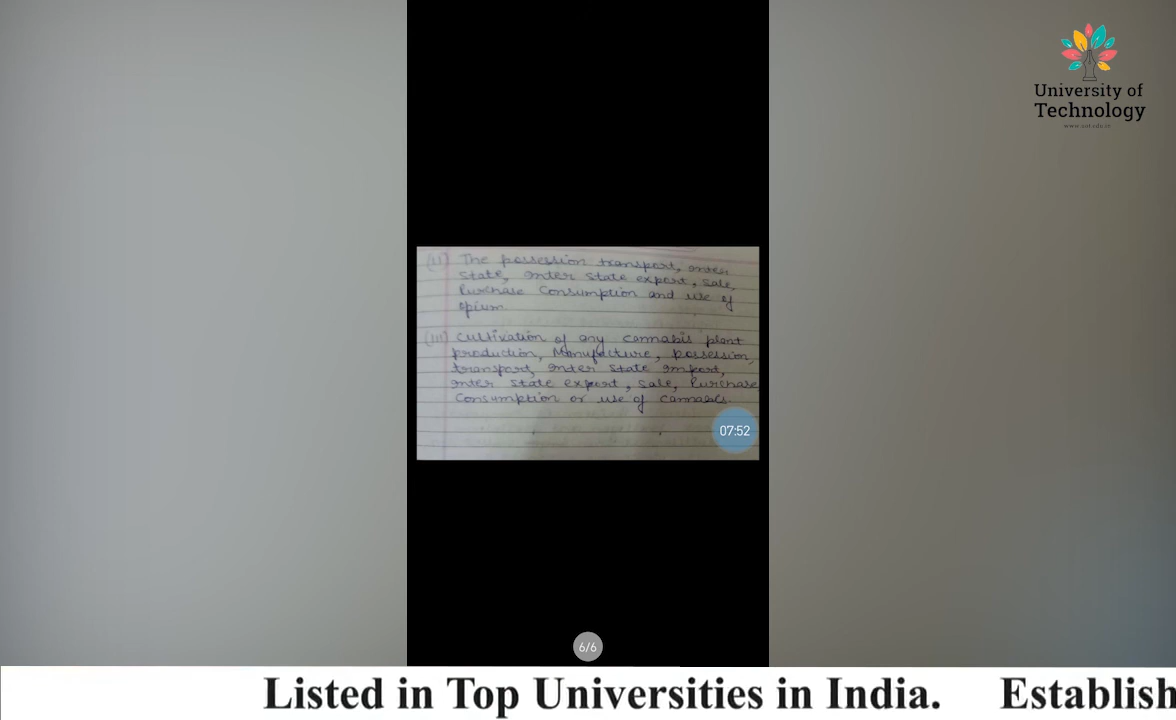 University of
Technology
(ii) The possession transport, inter
state, inter state export, sale,
Purchase Consumption and use of
opium.
(iii) Cultivation of any cannabis plant
production, Manufacture, possession,
transport, inter state import,
inter state export, sale, Purchase
Consumption or use of cannabis.
07:52
6/6
Listed in Top Universities in India. Establish